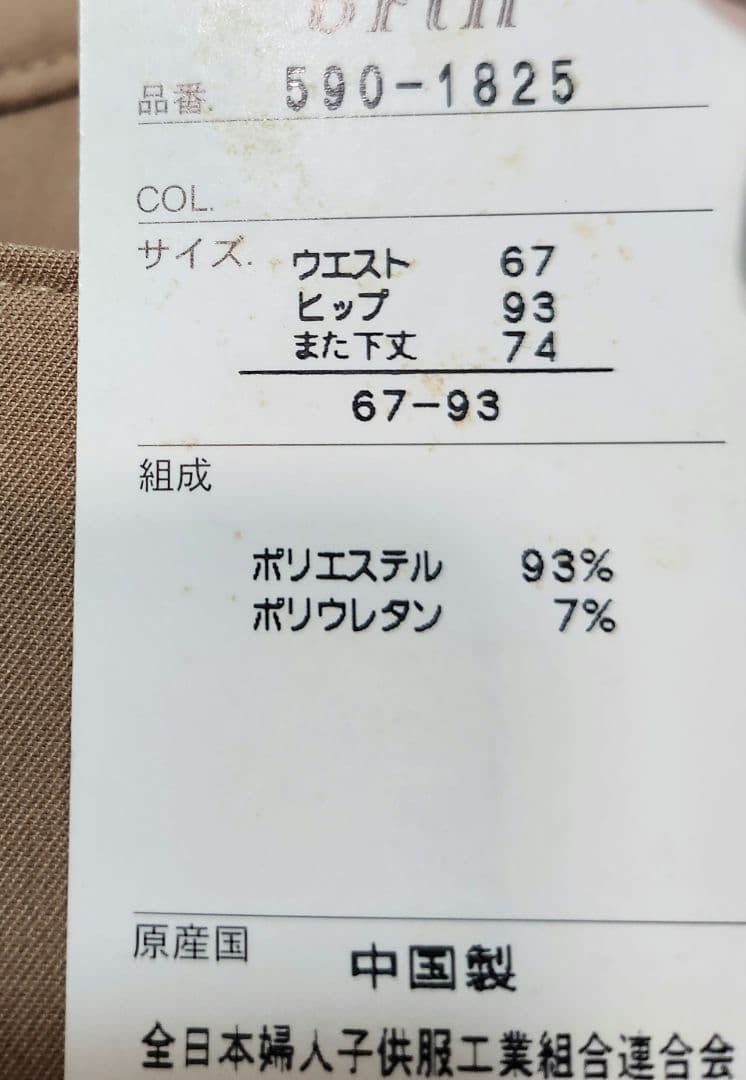 品番. 590-1825
COL.
サイズ. ウエスト 67
ヒップ 93
また下丈 74
67-93
組成
ポリエステル 93%
ポリウレタン 7%
原産国 中国製
全日本婦人子供服工業組合連合会